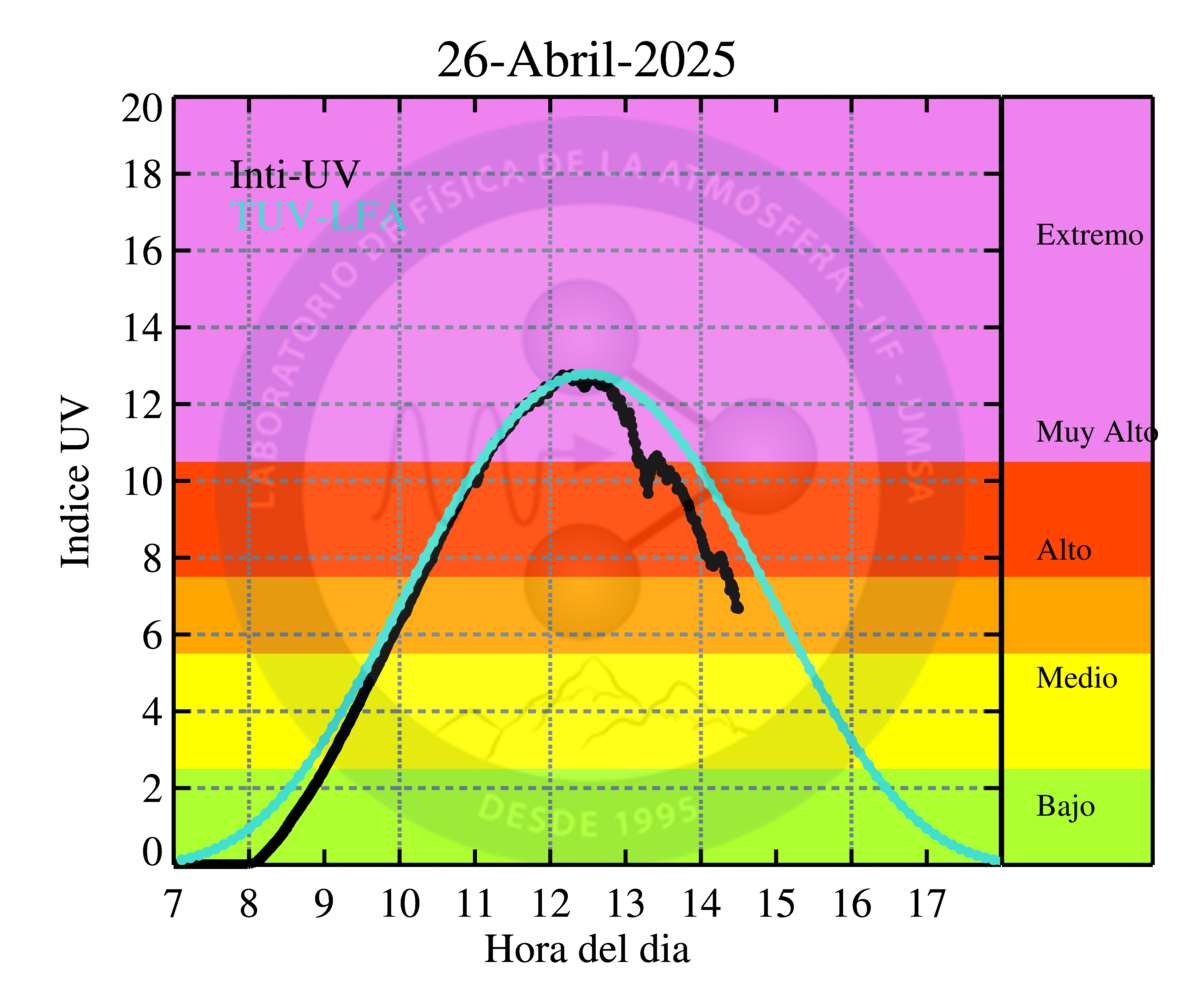 26-Abril-2025
Indice UV
20
18
16
14
12
10
8
6
4
2
0
Inti-UV
TUV-LFA
LABORATORIO DE FÍSICA DE LA ATMÓSFERA - IIF - UMSA
DESDE 1995
Extremo
Muy Alto
Alto
Medio
Bajo
7 8 9 10 11 12 13 14 15 16 17
Hora del dia